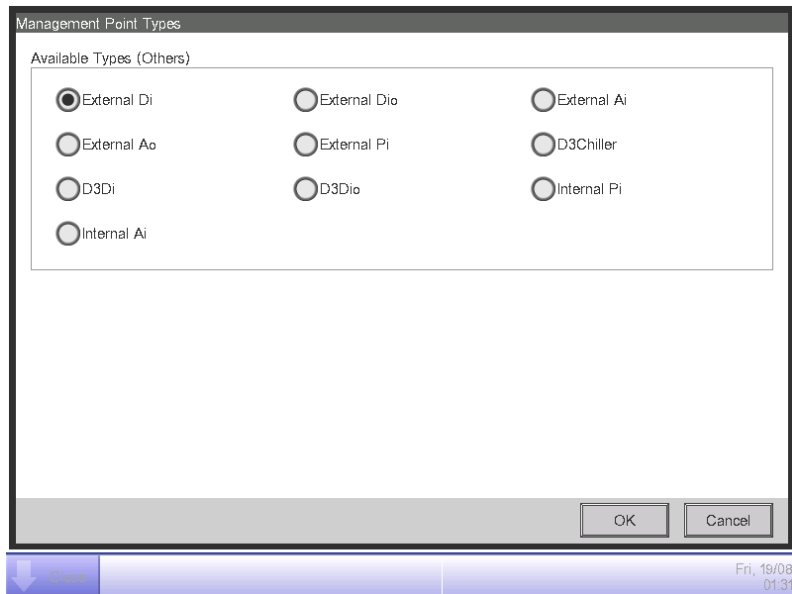 Management Point Types
Available Types (Others)
External Di External Dio External Ai
External Ao External Pi D3Chiller
D3Di D3Dio Internal Pi
Internal Ai
OK Cancel
Fri, 19/08
01:31